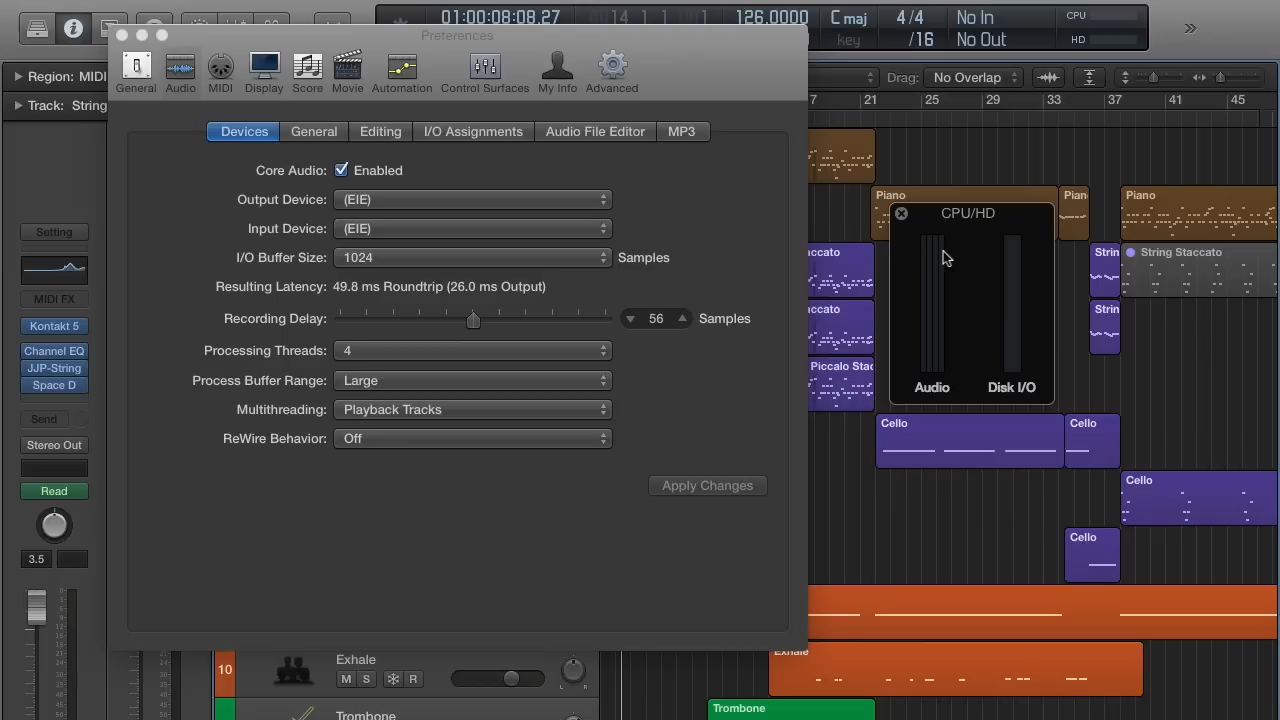 01:00:08:08.27
126.0000
C maj
key
4/4
/16
No In
No Out
CPU
HD
Preferences
General
Audio
MIDI
Display
Score
Movie
Automation
Control Surfaces
My Info
Advanced
Region: MIDI
Track: String
Drag: No Overlap
21 25 29 33 37 41 45
Devices
General
Editing
I/O Assignments
Audio File Editor
MP3
Core Audio: Enabled
Output Device: (EIE)
Input Device: (EIE)
I/O Buffer Size: 1024 Samples
Resulting Latency: 49.8 ms Roundtrip (26.0 ms Output)
Recording Delay: 56 Samples
Processing Threads: 4
Process Buffer Range: Large
Multithreading: Playback Tracks
ReWire Behavior: Off
Apply Changes
Setting
MIDI FX
Kontakt 5
Channel EQ
JJP-String
Space D
Send
Stereo Out
Read
3.5
Piano
Pian
Piano
CPU/HD
Audio
Disk I/O
ccato
Strin
String Staccato
ccato
Strin
Piccalo Stac
Cello
Cello
Cello
Cello
10
Exhale
M S R
L R
Exhale
Trombone
Trombone